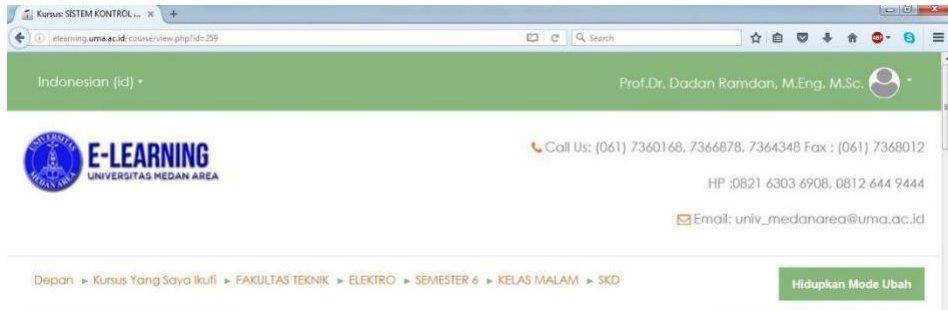 Kursus: SISTEM KONTROL ...
elearning.uma.ac.id/course/view.php?id=259
Search
Indonesian (id)
Prof.Dr. Dadan Ramdan, M.Eng, M.Sc.
E-LEARNING
UNIVERSITAS MEDAN AREA
Call Us: (061) 7360168, 7366878, 7364348 Fax : (061) 7368012
HP :0821 6303 6908, 0812 644 9444
Email: univ_medanarea@uma.ac.id
Depan ► Kursus Yang Saya Ikuti ► FAKULTAS TEKNIK ► ELEKTRO ► SEMESTER 6 ► KELAS MALAM ► SKD
Hidupkan Mode Ubah